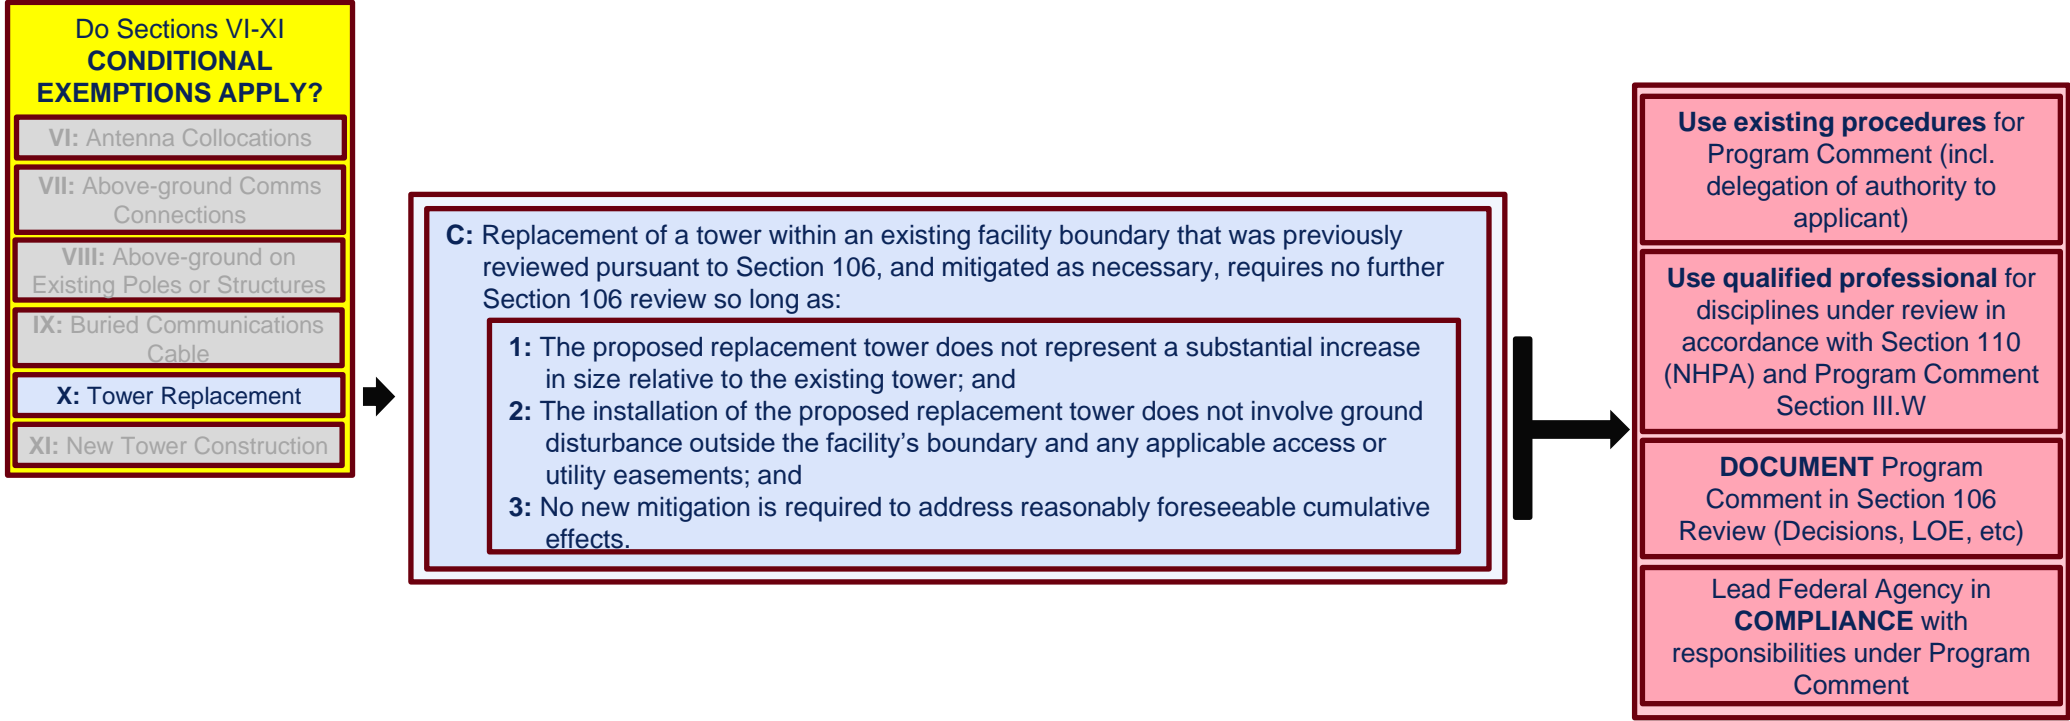 Do Sections VI-XI
CONDITIONAL
EXEMPTIONS APPLY?
VI: Antenna Collocations
VII: Above-ground Comms
Connections
VIII: Above-ground on
Existing Poles or Structures
IX: Buried Communications
Cable
X: Tower Replacement
XI: New Tower Construction
C: Replacement of a tower within an existing facility boundary that was previously
reviewed pursuant to Section 106, and mitigated as necessary, requires no further
Section 106 review so long as:
1: The proposed replacement tower does not represent a substantial increase
in size relative to the existing tower; and
2: The installation of the proposed replacement tower does not involve ground
disturbance outside the facility’s boundary and any applicable access or
utility easements; and
3: No new mitigation is required to address reasonably foreseeable cumulative
effects.
Use existing procedures for
Program Comment (incl.
delegation of authority to
applicant)
Use qualified professional for
disciplines under review in
accordance with Section 110
(NHPA) and Program Comment
Section III.W
DOCUMENT Program
Comment in Section 106
Review (Decisions, LOE, etc)
Lead Federal Agency in
COMPLIANCE with
responsibilities under Program
Comment